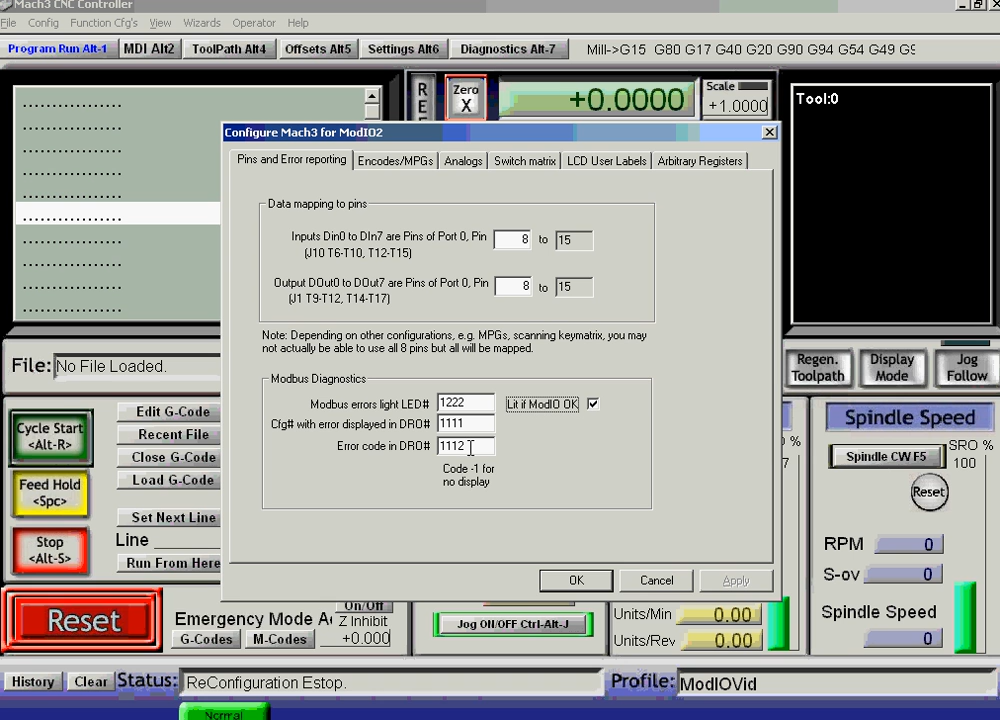 Mach3 CNC Controller
File Config Function Cfg's View Wizards Operator Help
Program Run Alt-1 MDI Alt2 ToolPath Alt4 Offsets Alt5 Settings Alt6 Diagnostics Alt-7 Mill->G15 G80 G17 G40 G20 G90 G94 G54 G49
R
E
Zero
X
+0.0000
Scale
+1.0000
Tool:0
Configure Mach3 for ModIO2
Pins and Error reporting Encodes/MPGs Analogs Switch matrix LCD User Labels Arbitrary Registers
Data mapping to pins
Inputs Din0 to DIn7 are Pins of Port 0, Pin 8 to 15
(J10 T6-T10, T12-T15)
Output DOut0 to DOut7 are Pins of Port 0, Pin 8 to 15
(J1 T9-T12, T14-T17)
Note: Depending on other configurations, e.g. MPGs, scanning keymatrix, you may
not actually be able to use all 8 pins but all will be mapped.
Modbus Diagnostics
Modbus errors light LED# 1222 Lit if ModIO OK
Cfg# with error displayed in DRO# 1111
Error code in DRO# 1112
Code -1 for
no display
OK Cancel Apply
File: No File Loaded.
Regen.
Toolpath
Display
Mode
Jog
Follow
Cycle Start
<Alt-R>
Feed Hold
<Spc>
Stop
<Alt-S>
Edit G-Code
Recent File
Close G-Code
Load G-Code
Set Next Line
Line
Run From Here
Reset
Emergency Mode
G-Codes M-Codes
On/Off
Z Inhibit
+0.000
Jog ON/OFF Ctrl-Alt-J
Units/Min 0.00
Units/Rev 0.00
%
7
Spindle Speed
Spindle CW F5
SRO %
100
Reset
RPM 0
S-ov 0
Spindle Speed
0
History Clear Status: ReConfiguration Estop. Profile: ModIOVid
Normal